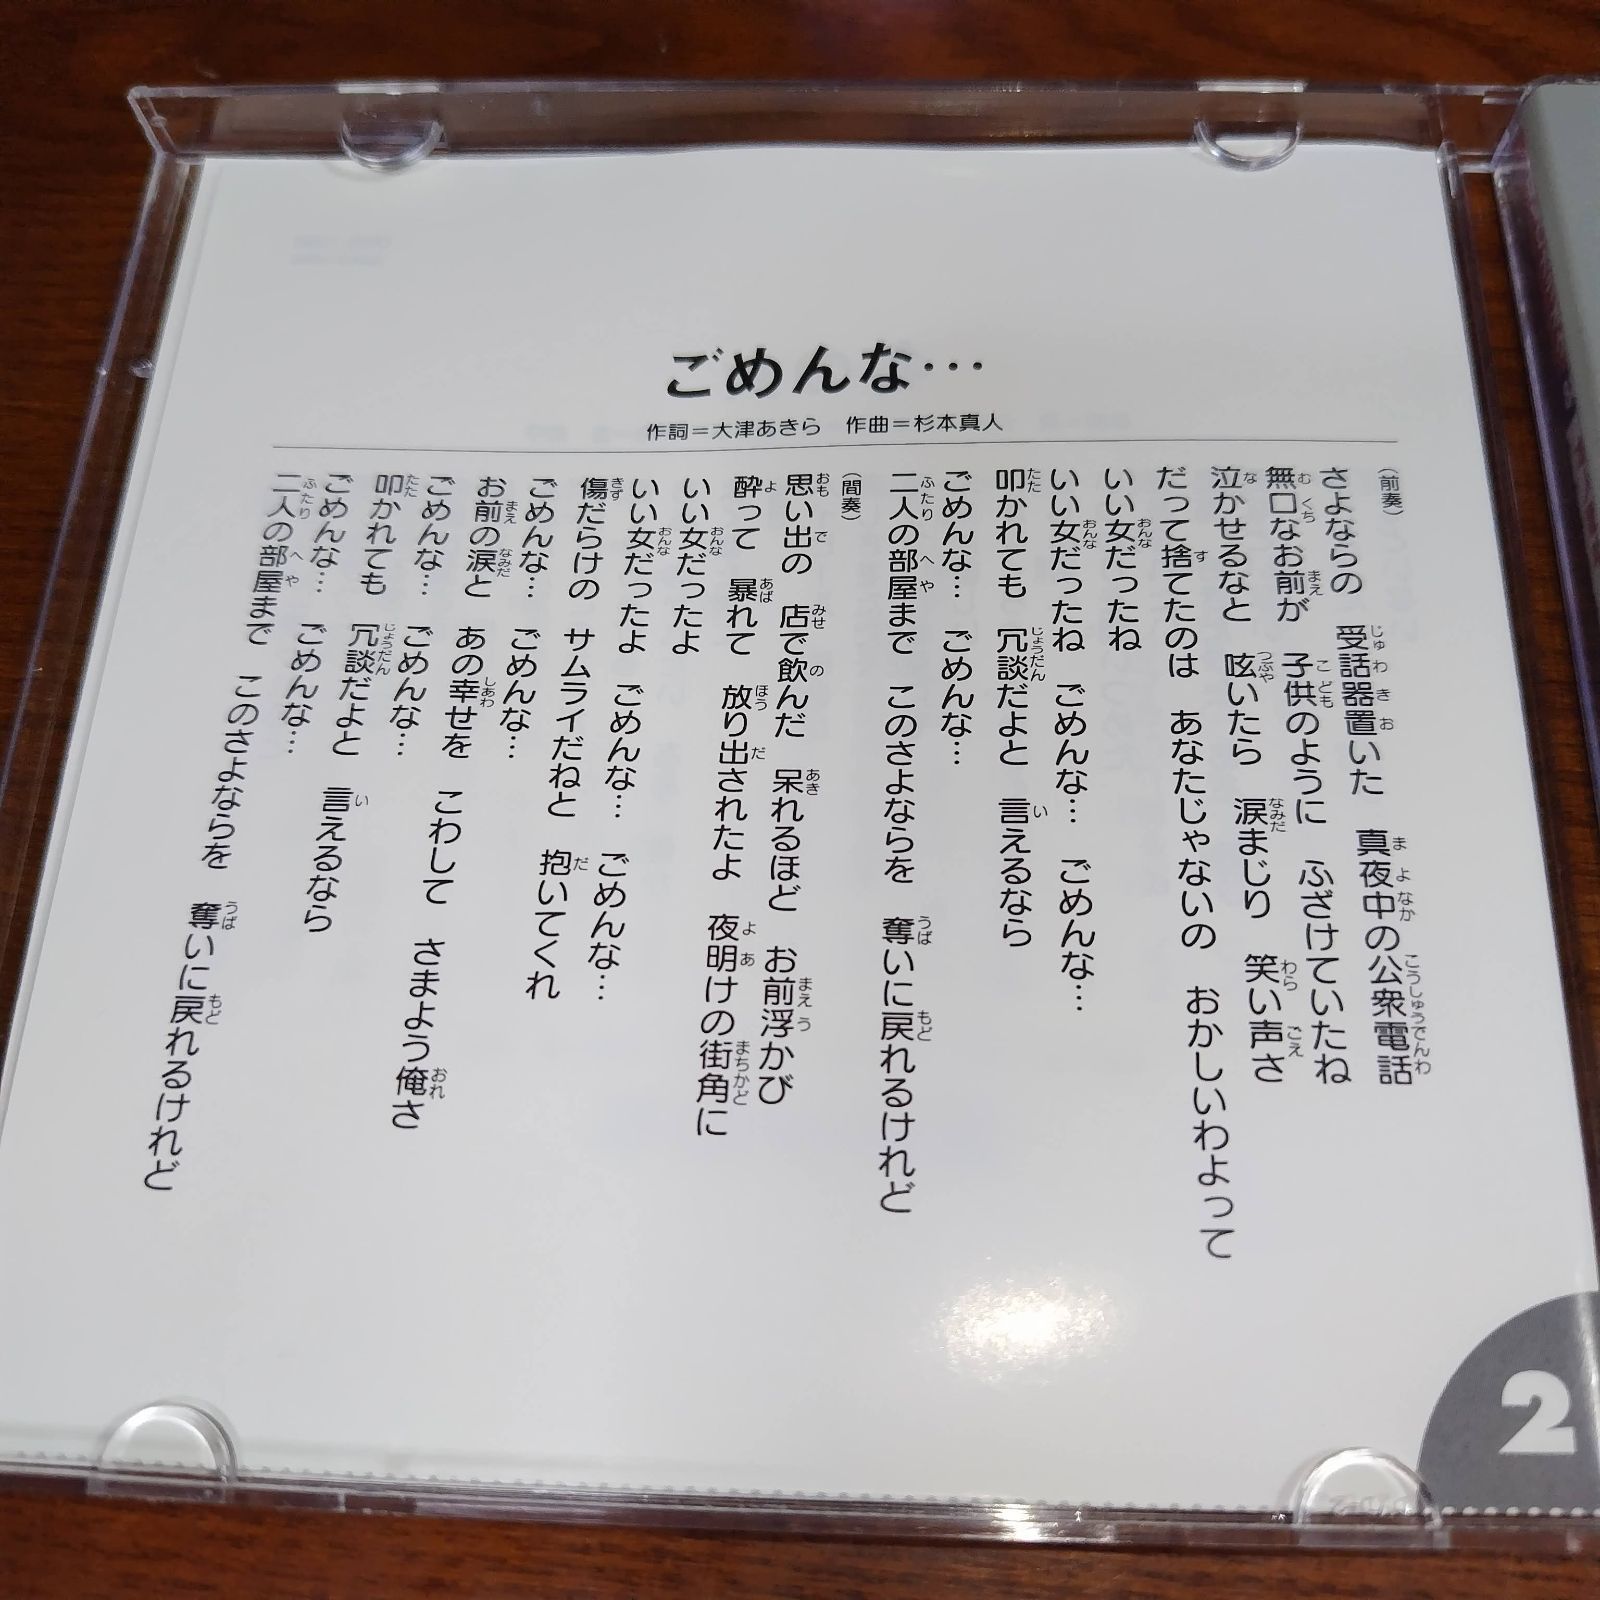 ごめんな…
作詞＝大津あきら　作曲＝杉本真人
（前奏）
さよならの　受話器置いた　真夜中の公衆電話
無口なお前が　子供のように　ふざけていたね
泣かせるなと　呟いたら　涙まじり　笑い声さ
だって捨てたのは　あなたじゃないの　おかしいわよって
いい女だったね
いい女だったね　ごめんな…　ごめんな…
叩かれても　冗談だよと　言えるなら
ごめんな…　ごめんな…
二人の部屋まで　このさよならを　奪いに戻れるけれど
（間奏）
思い出の　店で飲んだ　呆れるほど　お前浮かび
酔って　暴れて　放り出されたよ　夜明けの街角に
いい女だったよ
いい女だったよ　ごめんな…　ごめんな…
傷だらけの　サムライだねと　抱いてくれ
ごめんな…　ごめんな…
お前の涙と　あの幸せを　こわして　さまよう俺さ
ごめんな…　ごめんな…
叩かれても　冗談だよと　言えるなら
ごめんな…　ごめんな…
二人の部屋まで　このさよならを　奪いに戻れるけれど
2